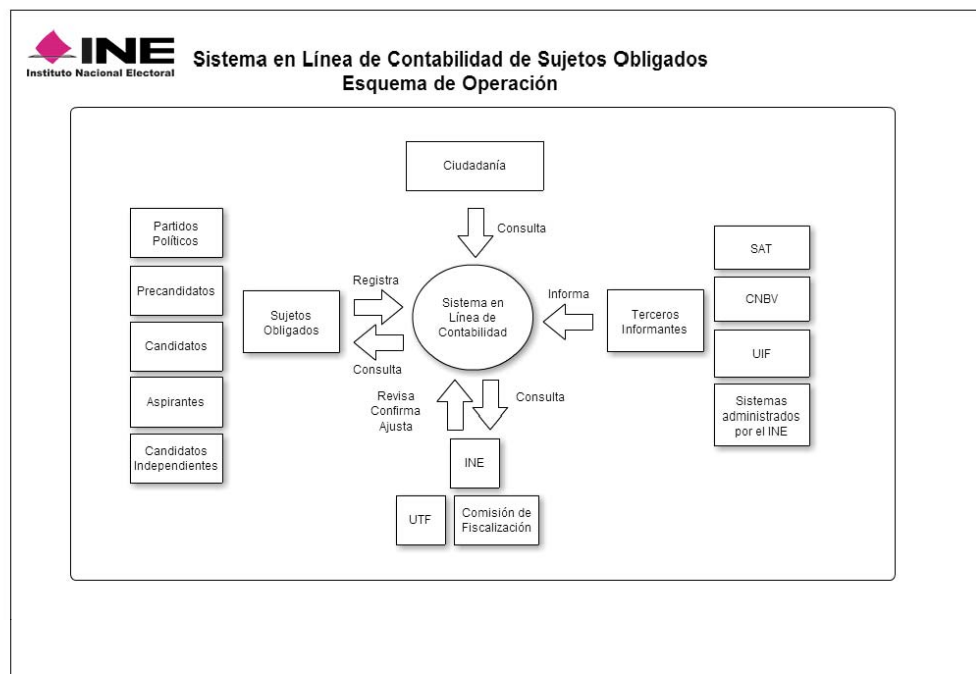 INE
Instituto Nacional Electoral
Sistema en Línea de Contabilidad de Sujetos Obligados
Esquema de Operación
Ciudadanía
Consulta
Partidos
Políticos
Precandidatos
Candidatos
Aspirantes
Candidatos
Independientes
Sujetos
Obligados
Registra
Consulta
Sistema en
Línea de
Contabilidad
Informa
Terceros
Informantes
SAT
CNBV
UIF
Sistemas
administrados
por el INE
Revisa
Confirma
Ajusta
Consulta
INE
UTF
Comisión de
Fiscalización